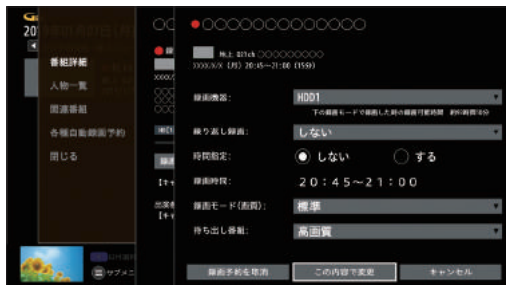 20
番組詳細
人物一覧
関連番組
各種自動録画予約
閉じる
サブメニ
●○○○○○○○○○○○○○
地上 011ch ○○○○○○○○
XXXX/X/X (月) 20:45~21:00 (15分)
録画機器:
HDD1
繰り返し録画:
しない
時間指定:
しない
する
録画時間:
20:45~21:00
録画モード(画質):
標準
持ち出し番組:
高画質
録画予約を取消
この内容で変更
キャンセル